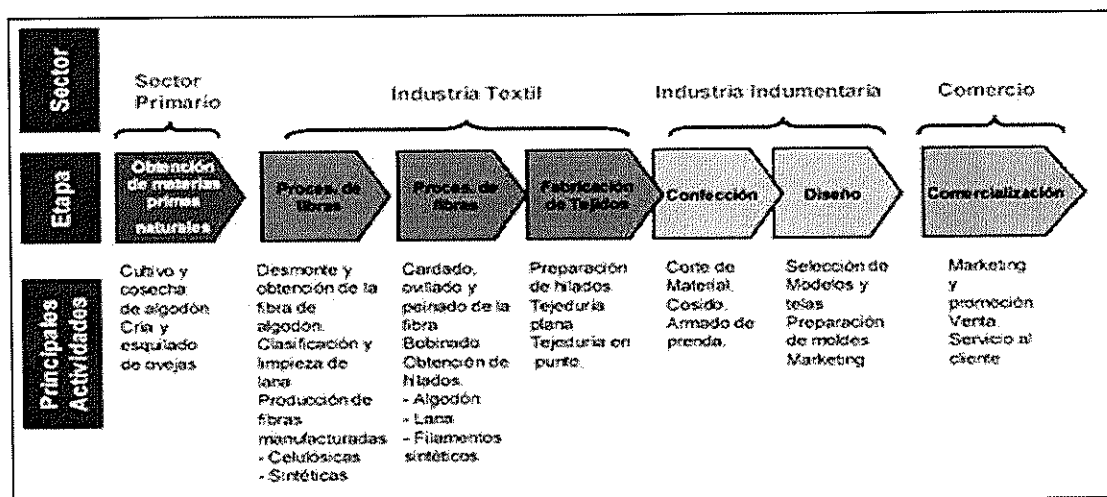 Sector
Sector
Primario
Industria Textil
Industria Indumentaria
Comercio
Etapa
Obtención
de materias
primas
naturales
Proces. de
fibras
Proces. de
fibras
Fabricación
de Tejidos
Confección
Diseño
Comercialización
Principales
Actividades
Cultivo y
cosecha
de algodón
Cría y
esquilado
de ovejas
Desmonte y
obtención de la
fibra de
algodón.
Clasificación y
limpieza de
lana
Producción de
fibras
manufacturadas
- Celulósicas
- Sintéticas
Cardado,
ovillado y
peinado de la
fibra
Bobinado
Obtención de
hilados.
- Algodón
- Lana
- Filamentos
sintéticos.
Preparación
de hilados
Tejeduría
plana
Tejeduría en
punto.
Corte de
Material.
Cosido.
Armado de
prenda.
Selección de
Modelos y
telas
Preparación
de moldes
Marketing
Marketing
y
promoción
Venta.
Servicio al
cliente